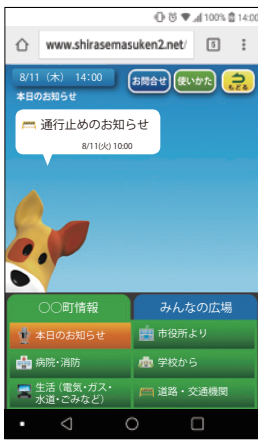 100% 14:00
www.shirasemasuken2.net/ 5
8/11 (木) 14:00
お問合せ
使いかた
もどる
本日のお知らせ
通行止めのお知らせ
8/11(火) 10:00
○○町情報
みんなの広場
本日のお知らせ
市役所より
病院・消防
学校から
生活(電気・ガス・
水道・ごみなど)
道路・交通機関